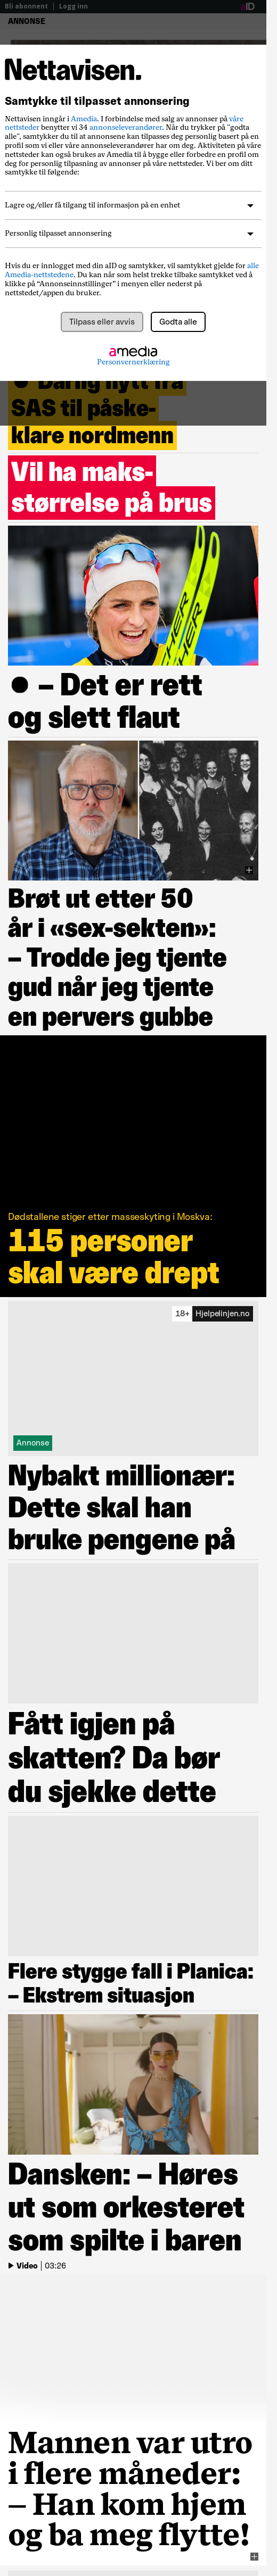 Bli abonnent | Logg inn
aID
ANNONSE
Nettavisen.
Samtykke til tilpasset annonsering
Nettavisen inngår i Amedia. I forbindelse med salg av annonser på våre
nettsteder benytter vi 34 annonseleverandører. Når du trykker på "godta
alle", samtykker du til at annonsene kan tilpasses deg personlig basert på en
profil som vi eller våre annonseleverandører har om deg. Aktiviteten på våre
nettsteder kan også brukes av Amedia til å bygge eller forbedre en profil om
deg for personlig tilpasning av annonser på våre nettsteder. Vi ber om ditt
samtykke til følgende:
Lagre og/eller få tilgang til informasjon på en enhet
Personlig tilpasset annonsering
Hvis du er innlogget med din aID og samtykker, vil samtykket gjelde for alle
Amedia-nettstedene. Du kan når som helst trekke tilbake samtykket ved å
klikke på “Annonseinnstillinger” i menyen eller nederst på
nettstedet/appen du bruker.
Tilpass eller avvis
Godta alle
amedia
Personvernerklæring
● Dårlig nytt fra
SAS til påske-
klare nordmenn
Vil ha maks-
størrelse på brus
● – Det er rett
og slett flaut
Brøt ut etter 50
år i «sex-sekten»:
– Trodde jeg tjente
gud når jeg tjente
en pervers gubbe
Dødstallene stiger etter masseskyting i Moskva:
115 personer
skal være drept
18+ Hjelpelinjen.no
Annonse
Nybakt millionær:
Dette skal han
bruke pengene på
Fått igjen på
skatten? Da bør
du sjekke dette
Flere stygge fall i Planica:
– Ekstrem situasjon
Dansken: – Høres
ut som orkesteret
som spilte i baren
Video | 03:26
Mannen var utro
i flere måneder:
– Han kom hjem
og ba meg flytte!